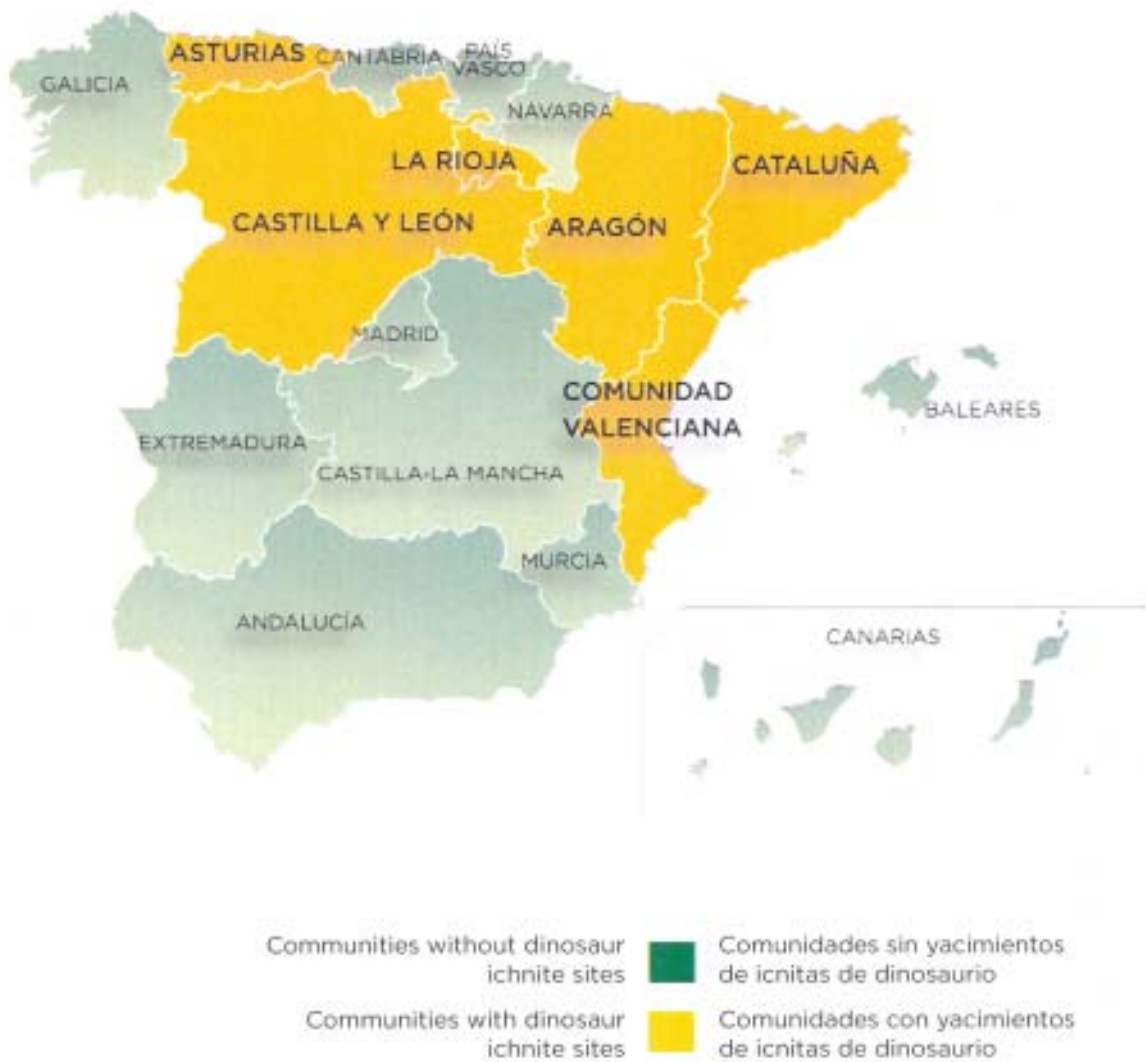 ASTURIAS
CANTABRIA
PAÍS
VASCO
GALICIA
NAVARRA
LA RIOJA
CATALUÑA
CASTILLA Y LEÓN
ARAGÓN
MADRID
COMUNIDAD
VALENCIANA
BALEARES
EXTREMADURA
CASTILLA-LA MANCHA
MURCIA
ANDALUCÍA
CANARIAS
Communities without dinosaur
ichnite sites
Comunidades sin yacimientos
de icnitas de dinosaurio
Communities with dinosaur
ichnite sites
Comunidades con yacimientos
de icnitas de dinosaurio